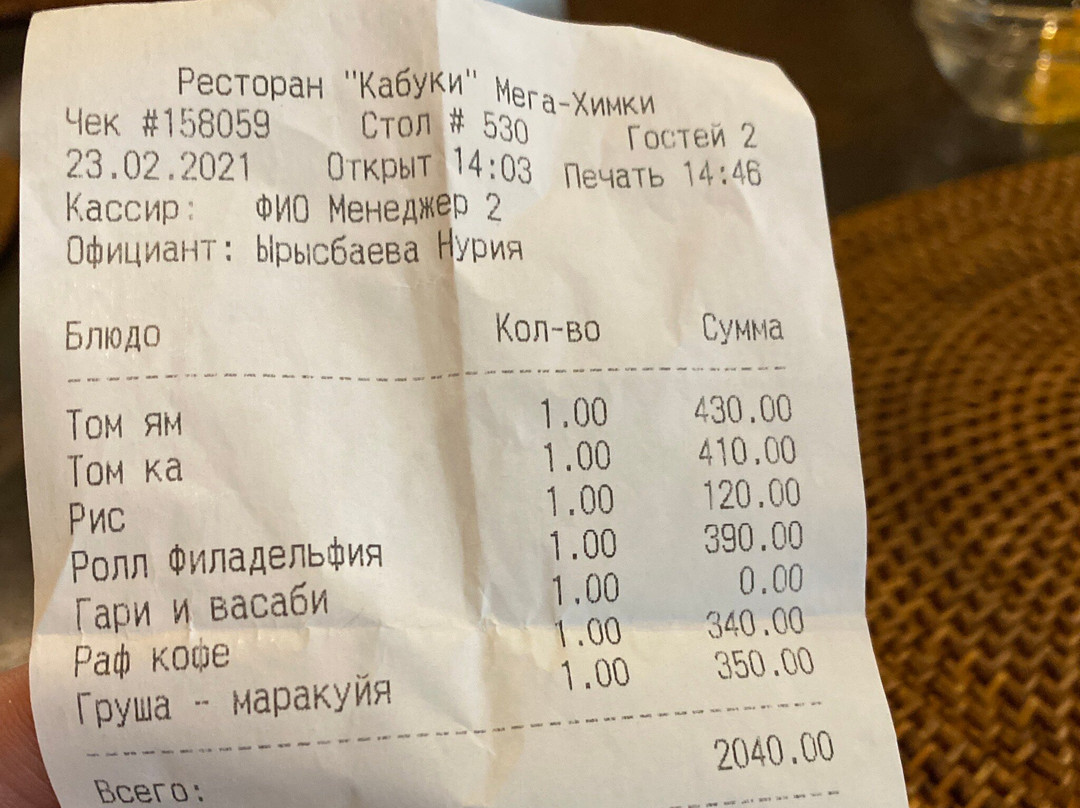 Ресторан "Кабуки" Мега-Химки
Чек #158059 Стол # 530 Гостей 2
23.02.2021 Открыт 14:03 Печать 14:46
Кассир: ФИО Менеджер 2
Официант: Ырысбаева Нурия
Блюдо Кол-во Сумма
Том ям 1.00 430.00
Том ка 1.00 410.00
Рис 1.00 120.00
Ролл Филадельфия 1.00 390.00
Гари и васаби 1.00 0.00
Раф кофе 1.00 340.00
Груша - маракуйя 1.00 350.00
Всего: 2040.00